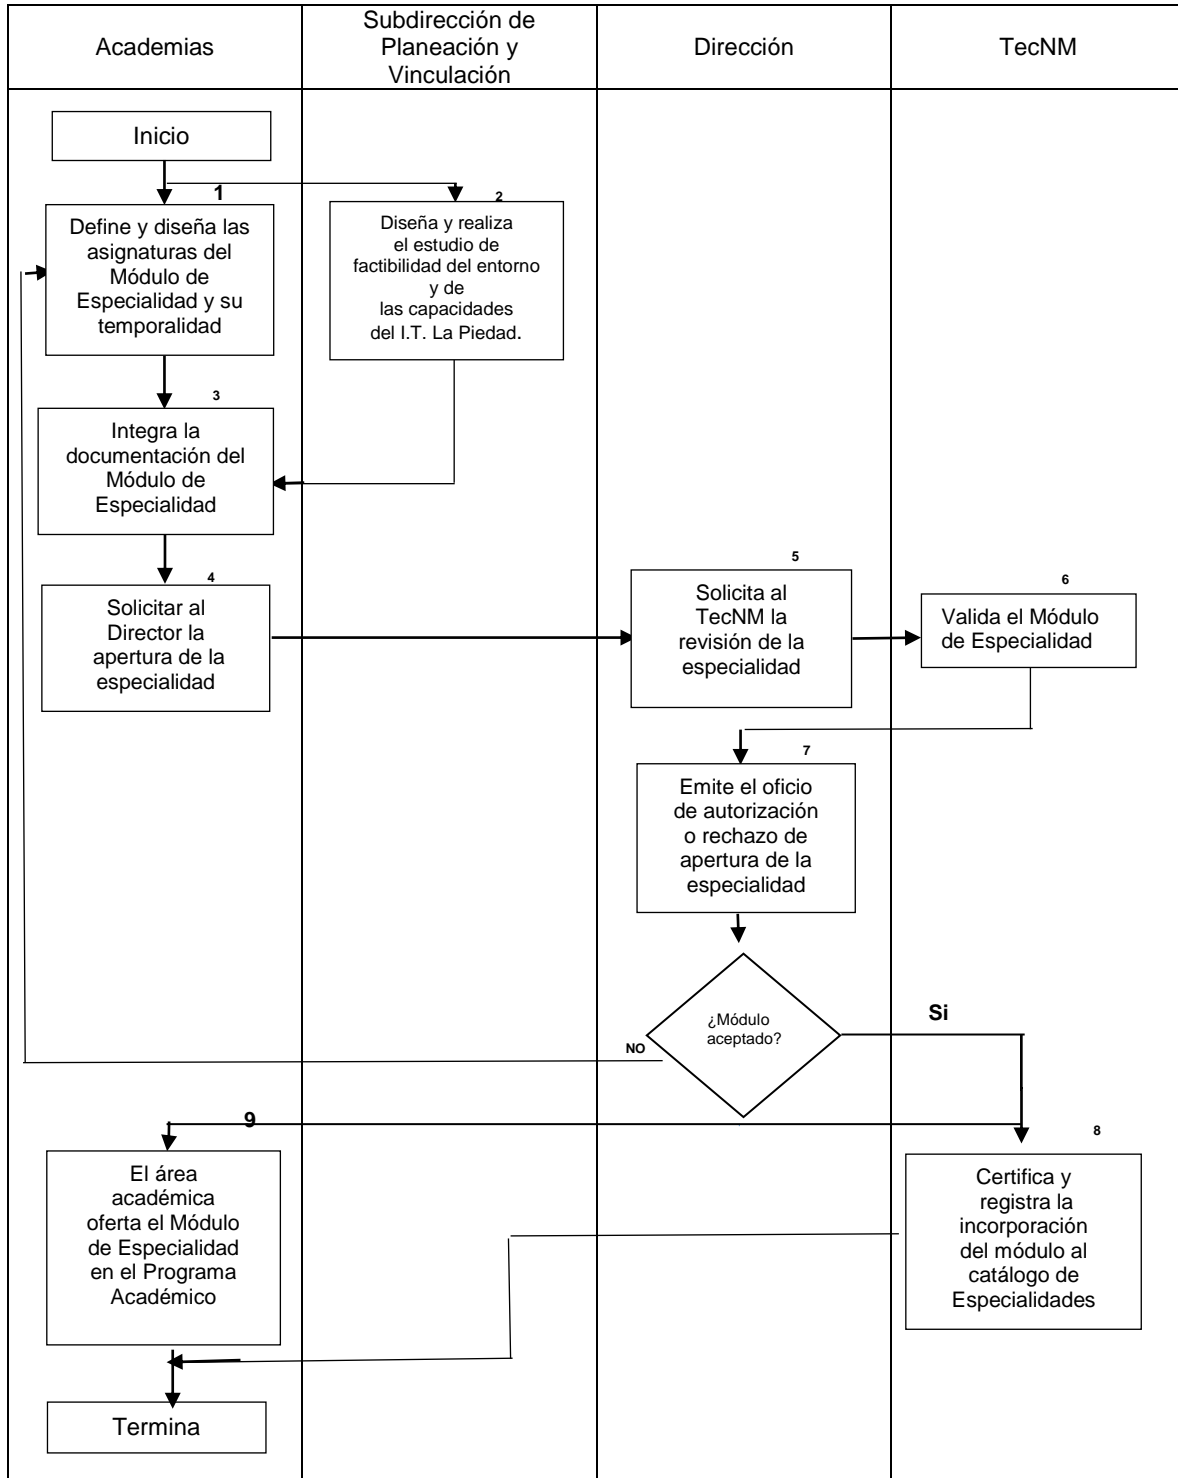 Academias
Subdirección de
Planeación y
Vinculación
Dirección
TecNM
Inicio
1
Define y diseña las
asignaturas del
Módulo de
Especialidad y su
temporalidad
2
Diseña y realiza
el estudio de
factibilidad del entorno
y de
las capacidades
del I.T. La Piedad.
3
Integra la
documentación del
Módulo de
Especialidad
4
Solicitar al
Director la
apertura de la
especialidad
5
Solicita al
TecNM la
revisión de la
especialidad
6
Valida el Módulo
de Especialidad
7
Emite el oficio
de autorización
o rechazo de
apertura de la
especialidad
¿Módulo
aceptado?
Si
NO
9
El área
académica
oferta el Módulo
de Especialidad
en el Programa
Académico
8
Certifica y
registra la
incorporación
del módulo al
catálogo de
Especialidades
Termina